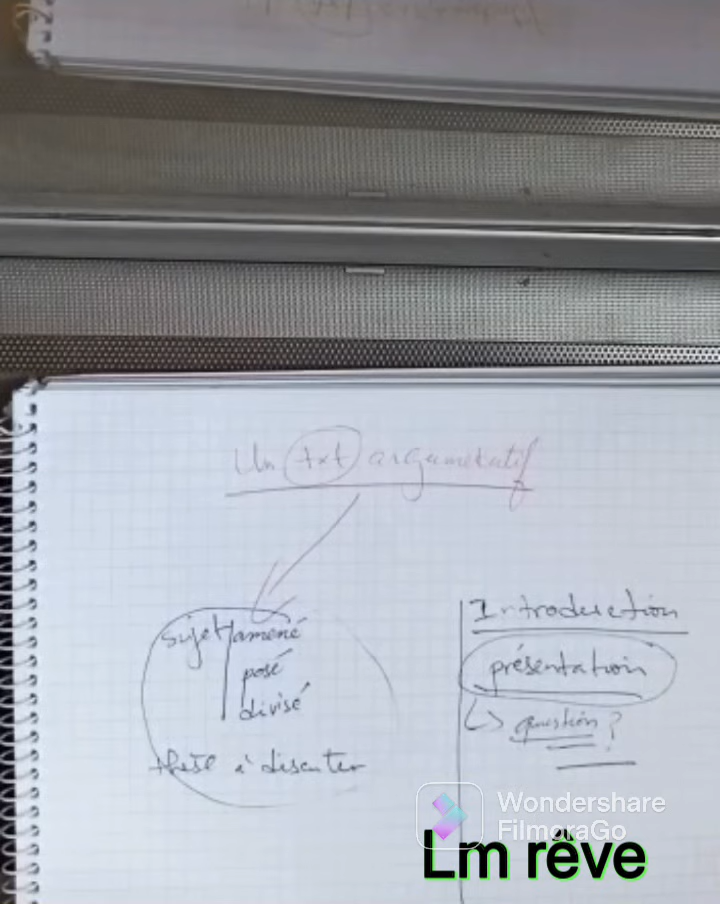 Un txt argumentatif
sujet amené
posé
divisé
thèse à discuter
Introduction
présentation
↳ question ?
Wondershare
FilmoraGo
Lm rêve